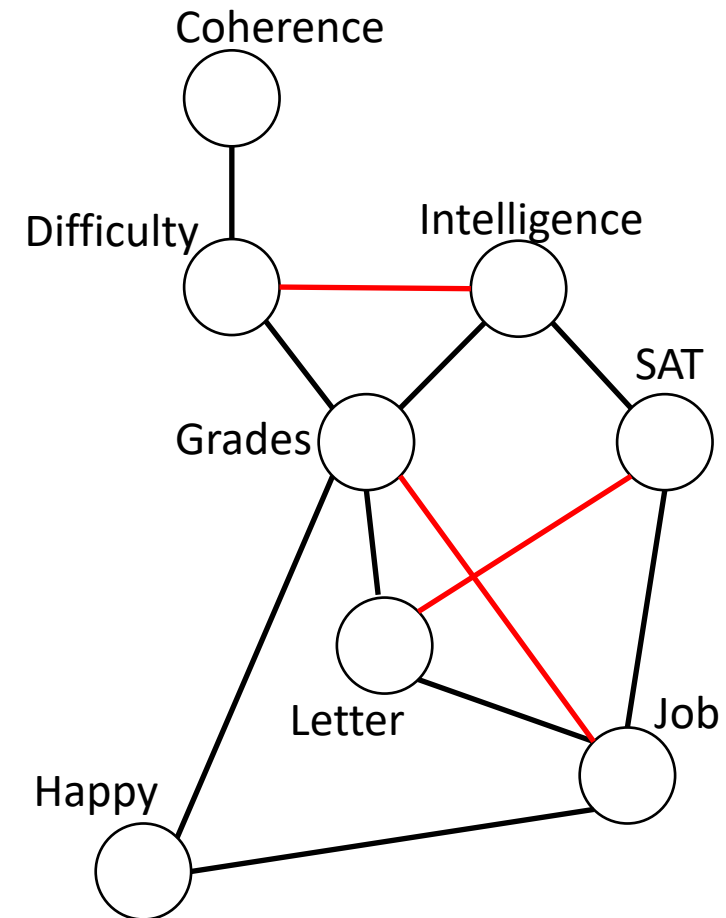 Coherence
Difficulty
Intelligence
SAT
Grades
Letter
Job
Happy